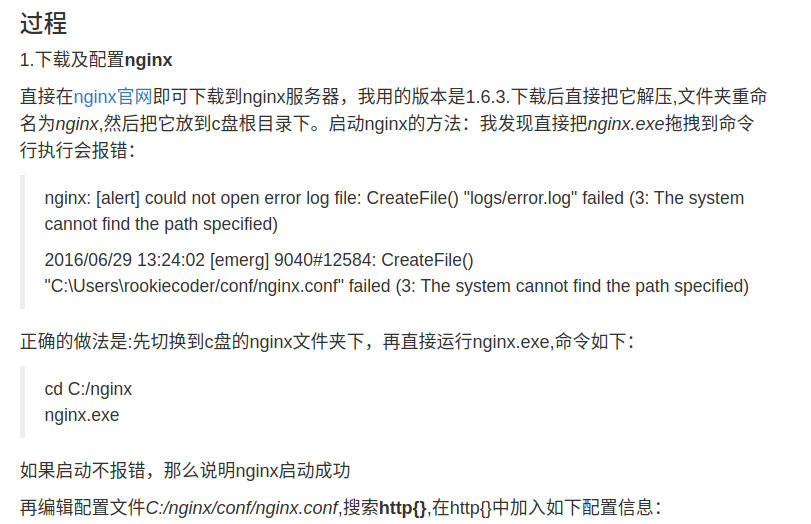 过程
1.下载及配置nginx
直接在nginx官网即可下载到nginx服务器，我用的版本是1.6.3.下载后直接把它解压,文件夹重命
名为nginx,然后把它放到c盘根目录下。启动nginx的方法：我发现直接把nginx.exe拖拽到命令
行执行会报错：
nginx: [alert] could not open error log file: CreateFile() "logs/error.log" failed (3: The system
cannot find the path specified)
2016/06/29 13:24:02 [emerg] 9040#12584: CreateFile()
"C:\Users\rookiecoder/conf/nginx.conf" failed (3: The system cannot find the path specified)
正确的做法是:先切换到c盘的nginx文件夹下，再直接运行nginx.exe,命令如下：
cd C:/nginx
nginx.exe
如果启动不报错，那么说明nginx启动成功
再编辑配置文件C:/nginx/conf/nginx.conf,搜索http{},在http{}中加入如下配置信息：